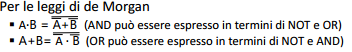 Per le leggi di de Morgan
▪ A·B = A̿+̅B̿ (AND può essere espresso in termini di NOT e OR)
▪ A+B= A̿ ·̅ B̿ (OR può essere espresso in termini di NOT e AND)